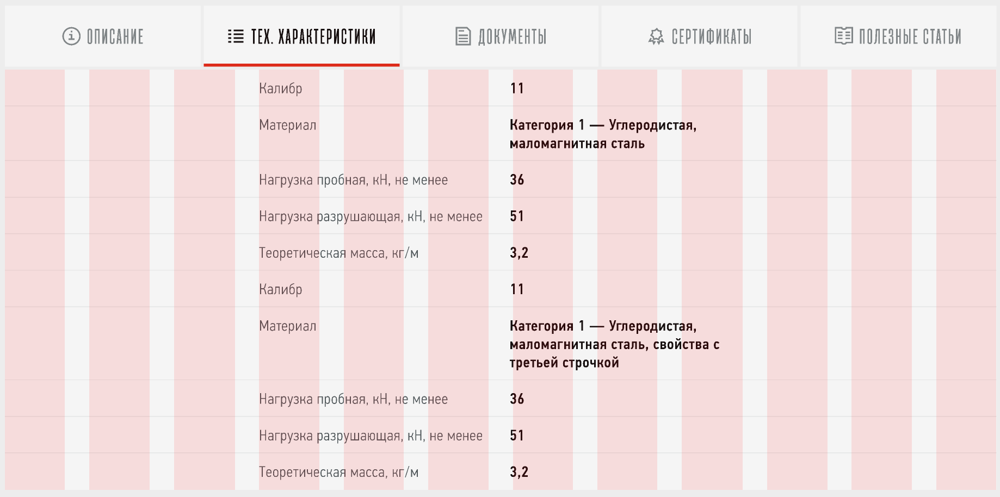 ОПИСАНИЕ
ТЕХ. ХАРАКТЕРИСТИКИ
ДОКУМЕНТЫ
СЕРТИФИКАТЫ
ПОЛЕЗНЫЕ СТАТЬИ
Калибр 11
Материал Категория 1 — Углеродистая,
маломагнитная сталь
Нагрузка пробная, кН, не менее 36
Нагрузка разрушающая, кН, не менее 51
Теоретическая масса, кг/м 3,2
Калибр 11
Материал Категория 1 — Углеродистая,
маломагнитная сталь, свойства с
третьей строчкой
Нагрузка пробная, кН, не менее 36
Нагрузка разрушающая, кН, не менее 51
Теоретическая масса, кг/м 3,2